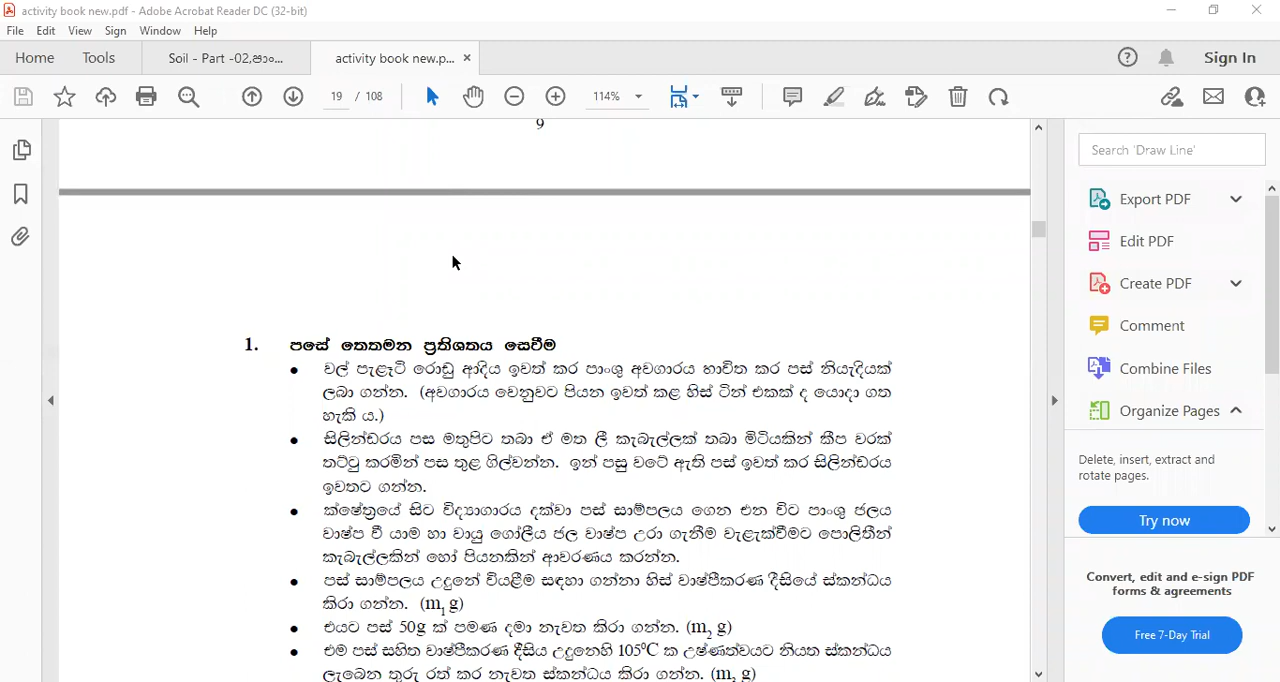 activity book new.pdf - Adobe Acrobat Reader DC (32-bit)
File Edit View Sign Window Help
Home Tools Soil - Part -02,පාං... activity book new.p... × Sign In
19 / 108 114%
Search 'Draw Line'
9
Export PDF
Edit PDF
Create PDF
Comment
Combine Files
Organize Pages
Delete, insert, extract and
rotate pages.
Try now
Convert, edit and e-sign PDF
forms & agreements
Free 7-Day Trial
1. පසේ තෙතමන ප්‍රතිශතය සෙවීම
• වල් පැළෑටි රොඩු ආදිය ඉවත් කර පාංශු අවගාරය භාවිත කර පස් නියැදියක්
ලබා ගන්න. (අවගාරය වෙනුවට පියන ඉවත් කළ හිස් ටින් එකක් ද යොදා ගත
හැකි ය.)
• සිලින්ඩරය පස මතුපිට තබා ඒ මත ලී කැබැල්ලක් තබා මිටියකින් කීප වරක්
තට්ටු කරමින් පස තුළ ගිල්වන්න. ඉන් පසු වටේ ඇති පස් ඉවත් කර සිලින්ඩරය
ඉවතට ගන්න.
• ක්ෂේත්‍රයේ සිට විද්‍යාගාරය දක්වා පස් සාම්පලය ගෙන එන විට පාංශු ජලය
වාෂ්ප වී යාම හා වායු ගෝලීය ජල වාෂ්ප උරා ගැනීම වැළැක්වීමට පොලිතීන්
කැබැල්ලකින් හෝ පියනකින් ආවරණය කරන්න.
• පස් සාම්පලය උදුනේ වියළීම සඳහා ගන්නා හිස් වාෂ්පීකරණ දීසියේ ස්කන්ධය
කිරා ගන්න. (m₁ g)
• එයට පස් 50g ක් පමණ දමා නැවත කිරා ගන්න. (m₂ g)
• එම පස් සහිත වාෂ්පීකරණ දීසිය උදුනෙහි 105⁰C ක උෂ්ණත්වයට නියත ස්කන්ධය
ලැබෙන තුරු රත් කර නැවත ස්කන්ධය කිරා ගන්න. (m₃ g)